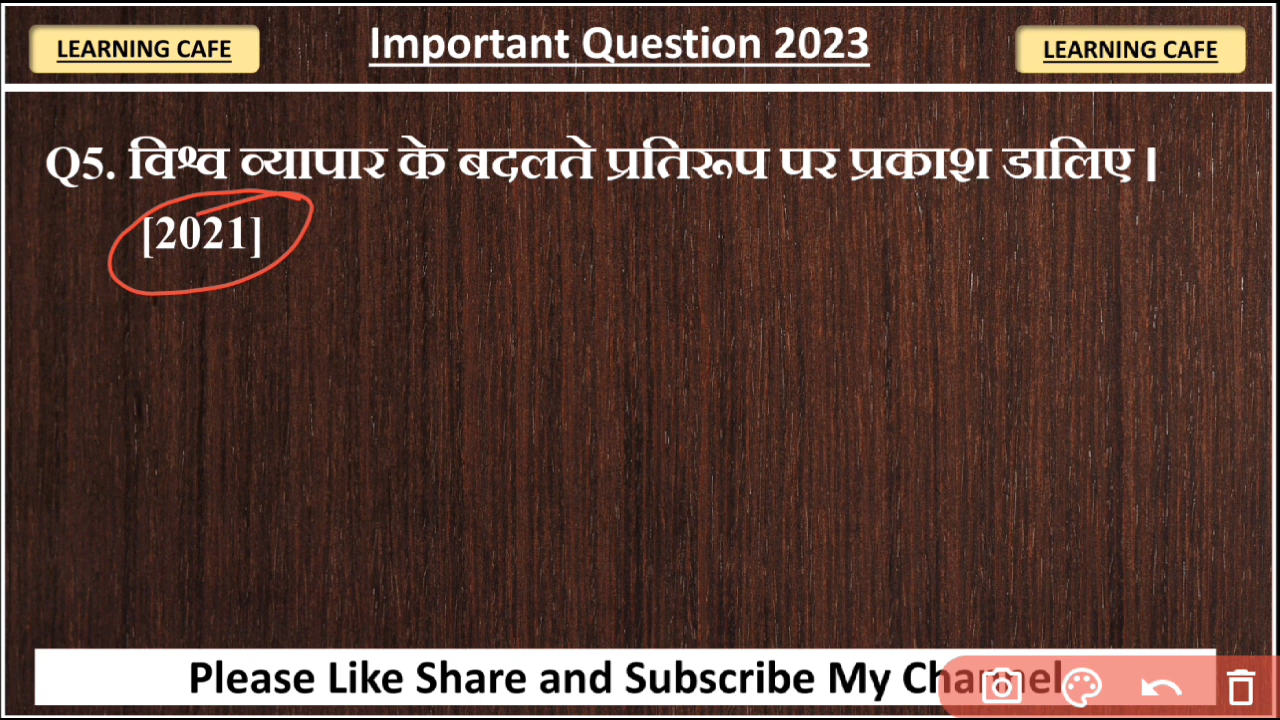 LEARNING CAFE
Important Question 2023
LEARNING CAFE
Q5. विश्व व्यापार के बदलते प्रतिरूप पर प्रकाश डालिए।
[2021]
Please Like Share and Subscribe My Channel